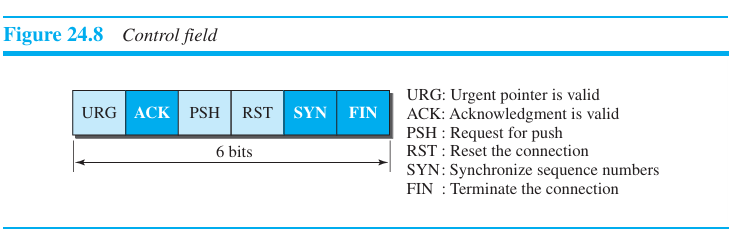 Figure 24.8 Control field
URG ACK PSH RST SYN FIN
6 bits
URG: Urgent pointer is valid
ACK: Acknowledgment is valid
PSH : Request for push
RST : Reset the connection
SYN: Synchronize sequence numbers
FIN : Terminate the connection